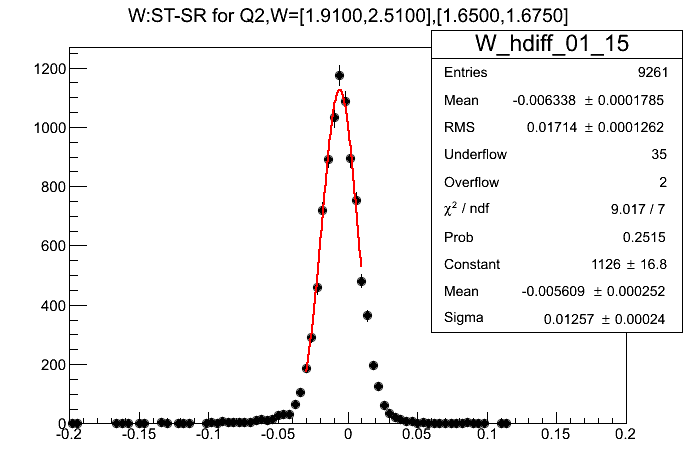 W:ST-SR for Q2,W=[1.9100,2.5100],[1.6500,1.6750]
W_hdiff_01_15
Entries 9261
Mean -0.006338 ± 0.0001785
RMS 0.01714 ± 0.0001262
Underflow 35
Overflow 2
χ² / ndf 9.017 / 7
Prob 0.2515
Constant 1126 ± 16.8
Mean -0.005609 ± 0.000252
Sigma 0.01257 ± 0.00024
1200
1000
800
600
400
200
0
-0.2 -0.15 -0.1 -0.05 0 0.05 0.1 0.15 0.2